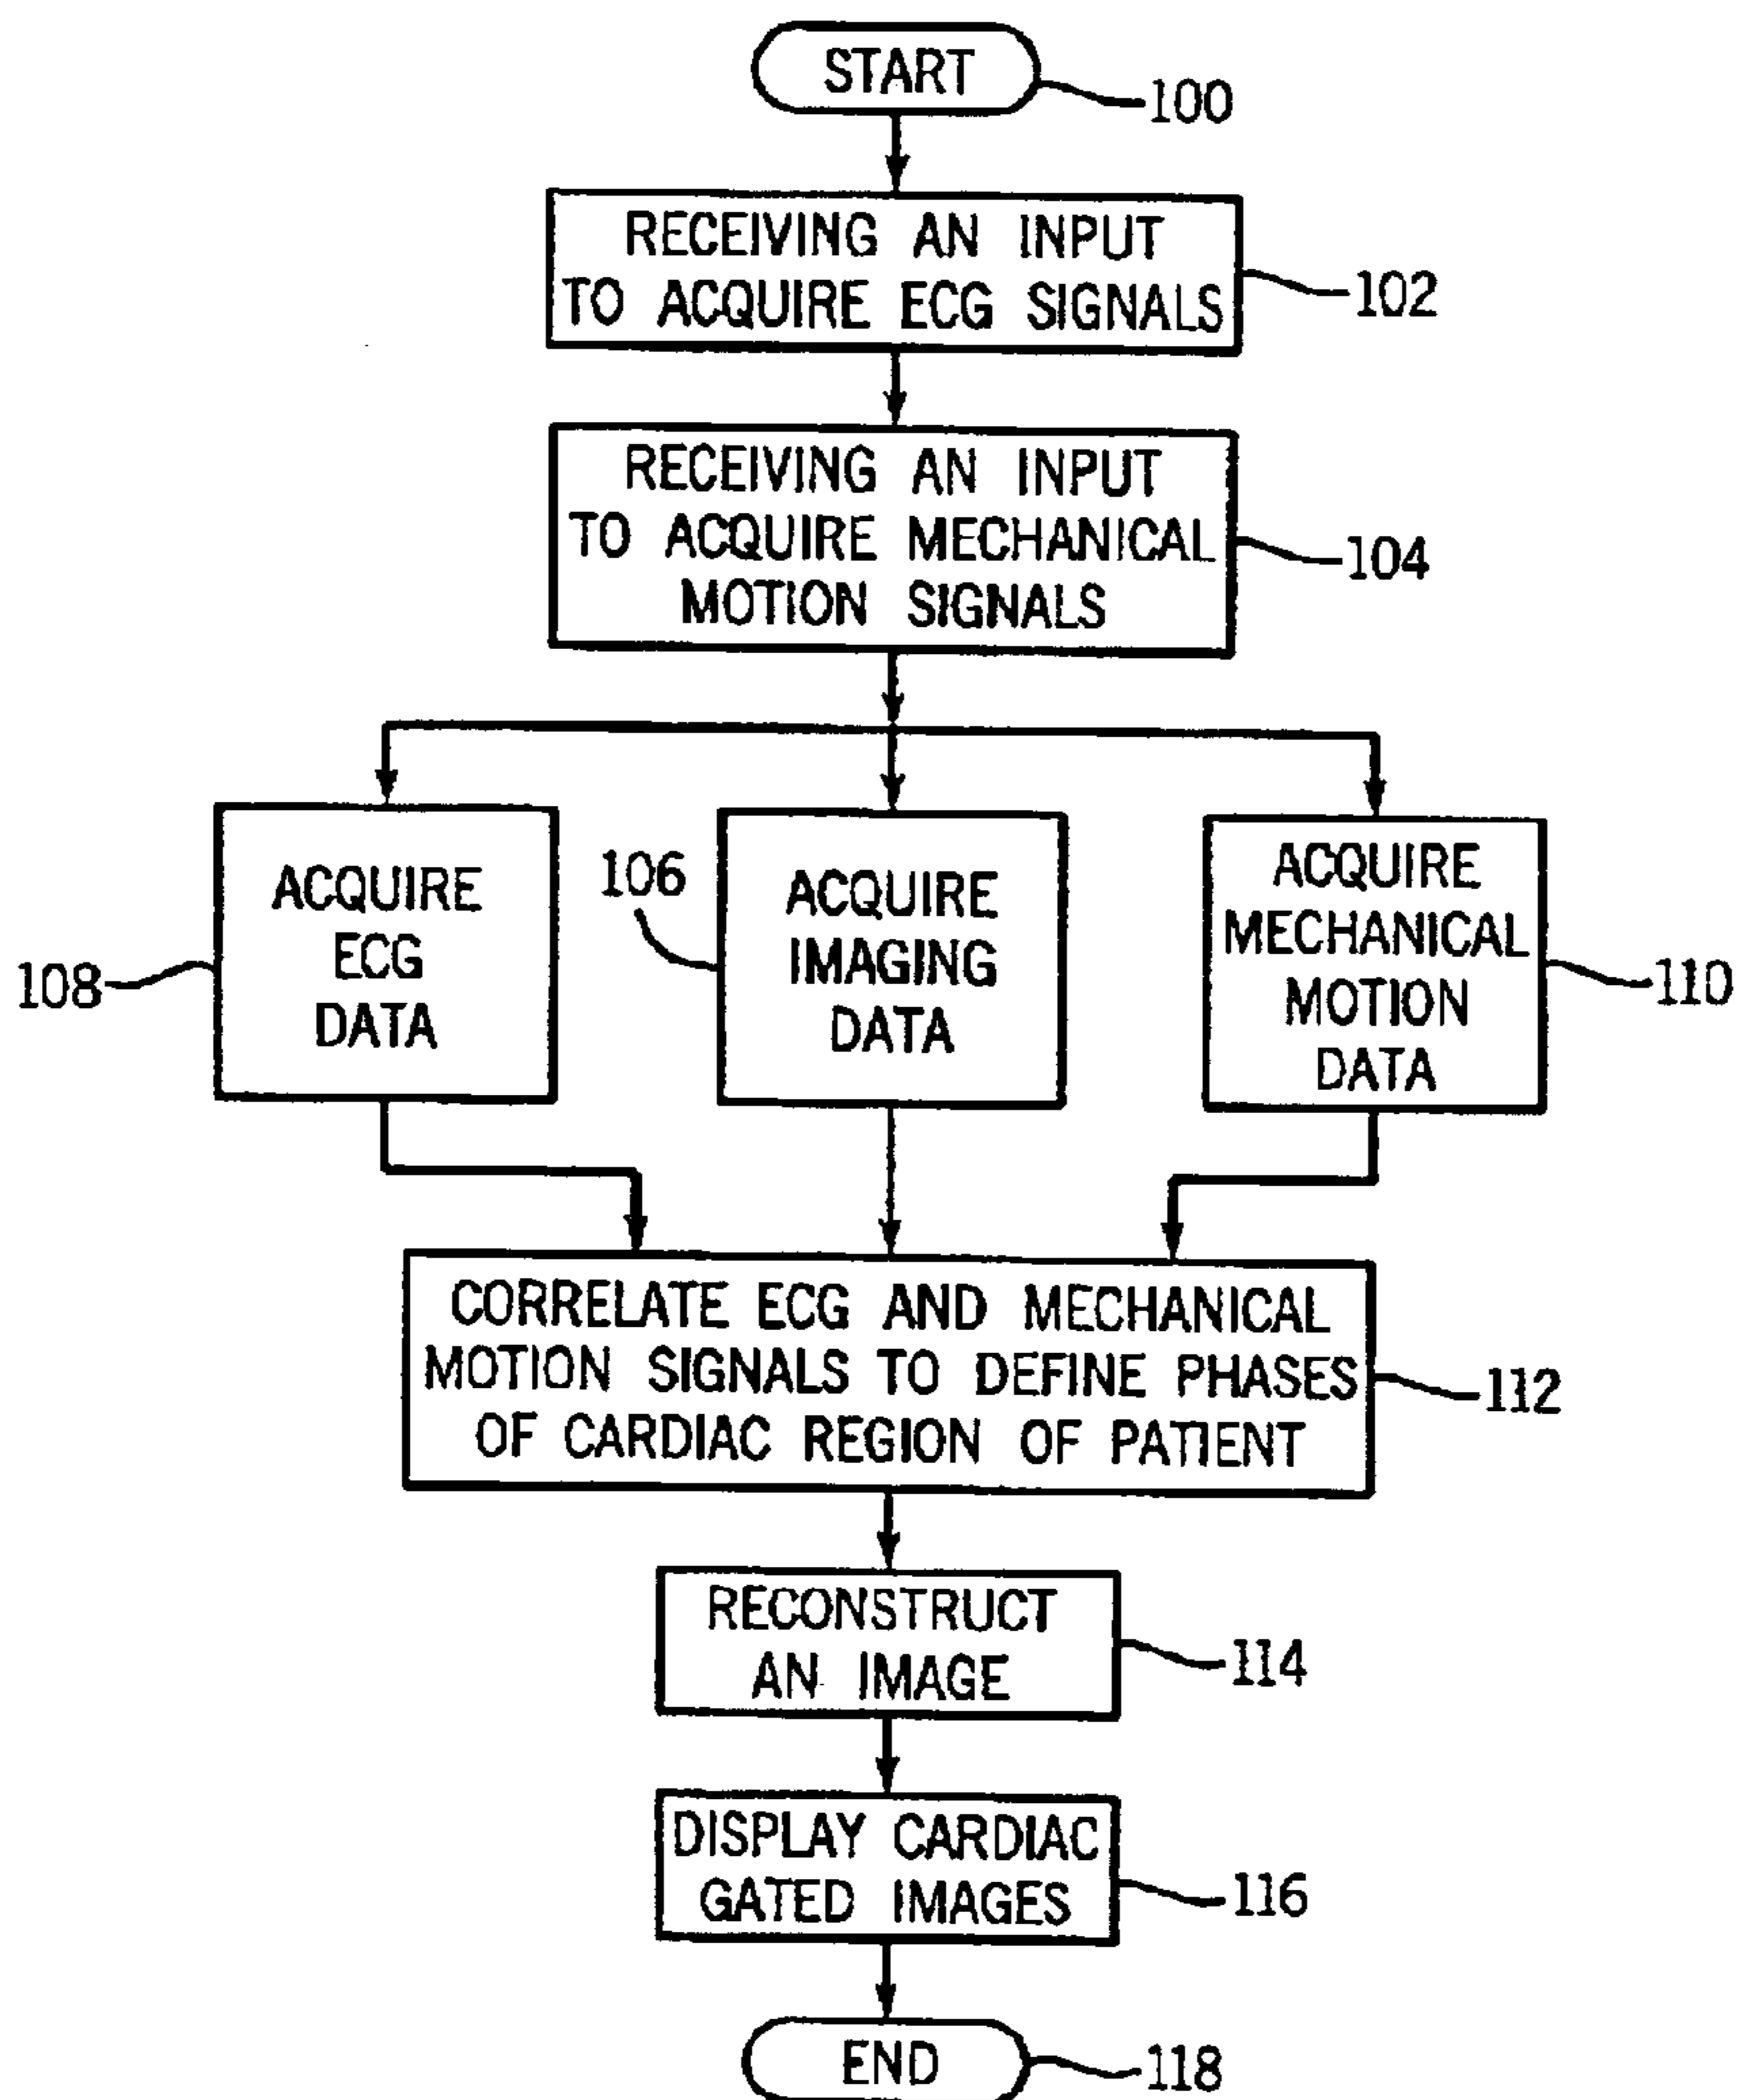 START
100
RECEIVING AN INPUT
TO ACQUIRE ECG SIGNALS
102
RECEIVING AN INPUT
TO ACQUIRE MECHANICAL
MOTION SIGNALS
104
ACQUIRE
ECG
DATA
108
106
ACQUIRE
IMAGING
DATA
ACQUIRE
MECHANICAL
MOTION
DATA
110
CORRELATE ECG AND MECHANICAL
MOTION SIGNALS TO DEFINE PHASES
OF CARDIAC REGION OF PATIENT
112
RECONSTRUCT
AN IMAGE
114
DISPLAY CARDIAC
GATED IMAGES
116
END
118